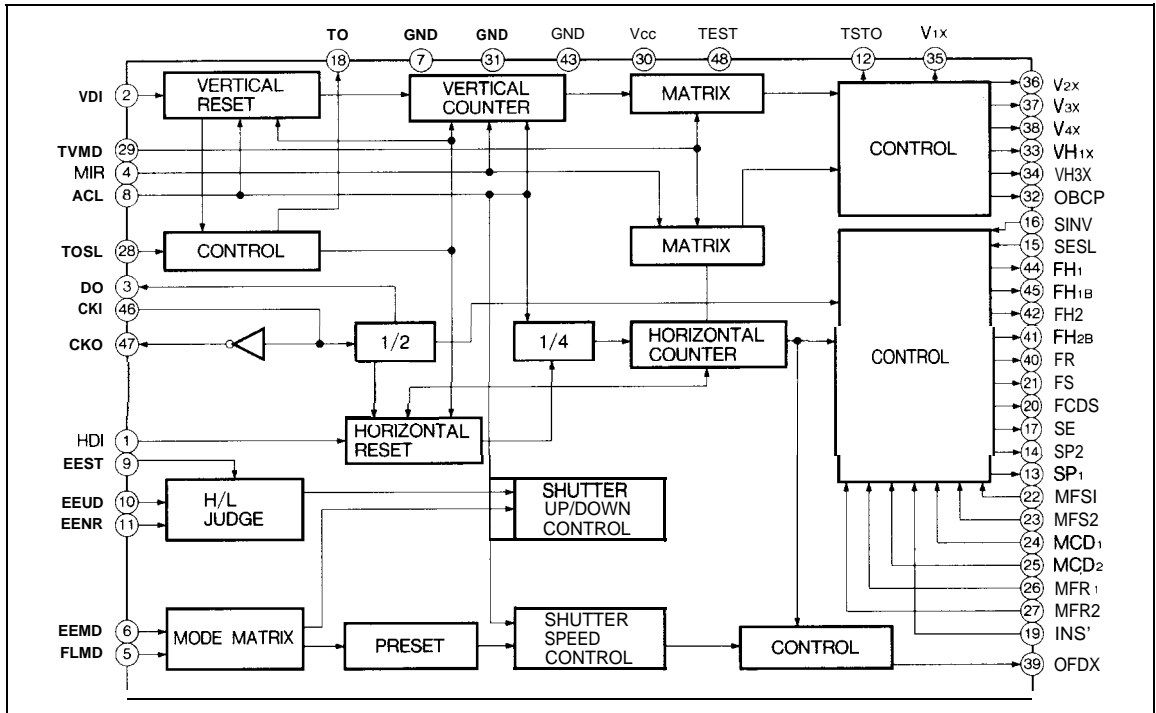 TO GND GND GND Vcc TEST TSTO V1X
18 7 31 43 30 48 12 35
VDI 2 VERTICAL RESET VERTICAL COUNTER MATRIX CONTROL 36 V2X
37 V3X
38 V4X
TVMD 29
33 VH1X
MIR 4
34 VH3X
ACL 8
32 OBCP
MATRIX
16 SINV
TOSL 28 CONTROL
15 SESL
44 FH1
DO 3
45 FH1B
CKI 46
42 FH2
CKO 47 1/2 1/4 HORIZONTAL COUNTER CONTROL
41 FH2B
40 FR
21 FS
20 FCDS
HDI 1 HORIZONTAL RESET
17 SE
EEST 9
14 SP2
13 SP1
EEUD 10 H/L JUDGE SHUTTER UP/DOWN CONTROL
22 MFSI
EENR 11
23 MFS2
24 MCD1
25 MCD2
26 MFR1
27 MFR2
EEMD 6 MODE MATRIX PRESET SHUTTER SPEED CONTROL CONTROL
19 INS'
FLMD 5
39 OFDX